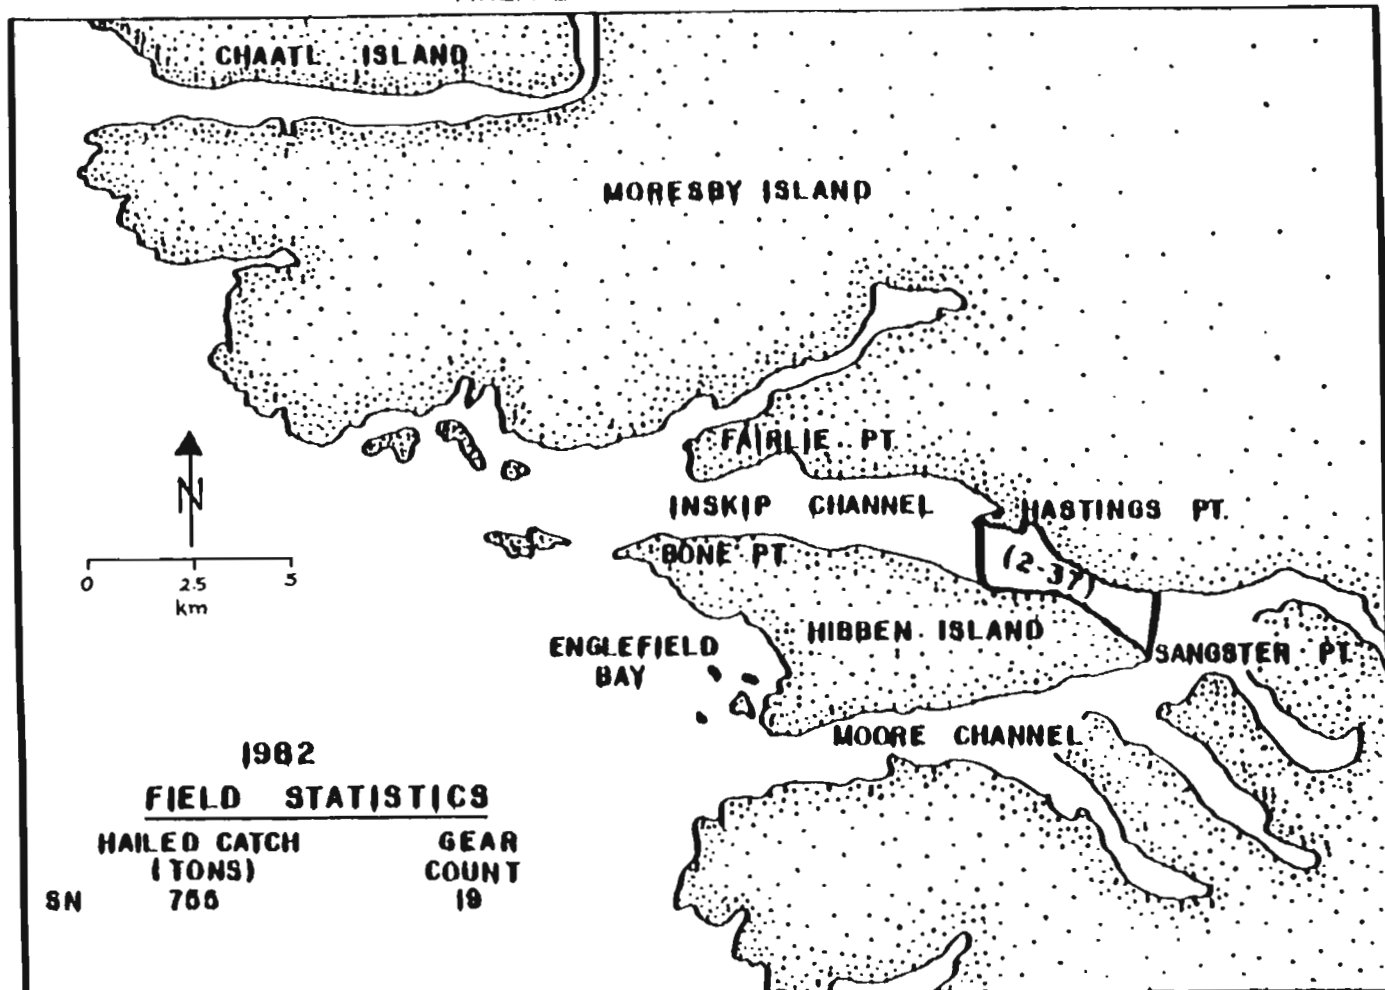 CHAATL ISLAND
MORESBY ISLAND
FAIRLIE PT.
INSKIP CHANNEL
HASTINGS PT.
BONE PT.
(2-37)
N
0 2.5 5
km
HIBBEN ISLAND
ENGLEFIELD
BAY
SANGSTER PT.
MOORE CHANNEL
1982
FIELD STATISTICS
HAILED CATCH GEAR
(TONS) COUNT
SN 19